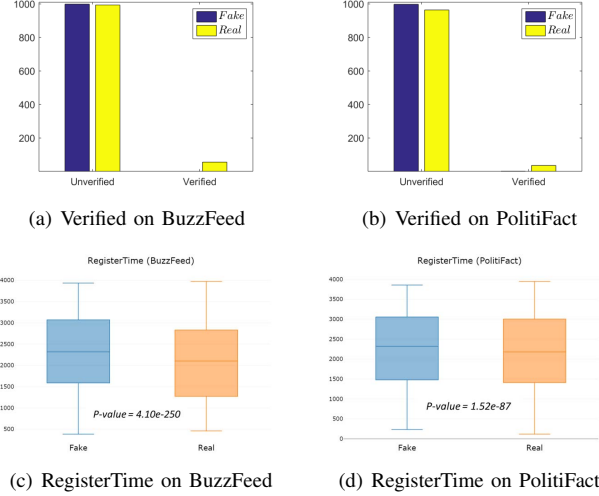 1000
800
600
400
200
Fake
Real
Unverified
Verified
(a) Verified on BuzzFeed
1000
800
600
400
200
Fake
Real
Unverified
Verified
(b) Verified on PolitiFact
RegisterTime (BuzzFeed)
4000
3500
3000
2500
2000
1500
1000
500
P-value = 4.10e-250
Fake
Real
(c) RegisterTime on BuzzFeed
RegisterTime (PolitiFact)
4000
3500
3000
2500
2000
1500
1000
500
0
P-value = 1.52e-87
Fake
Real
(d) RegisterTime on PolitiFact